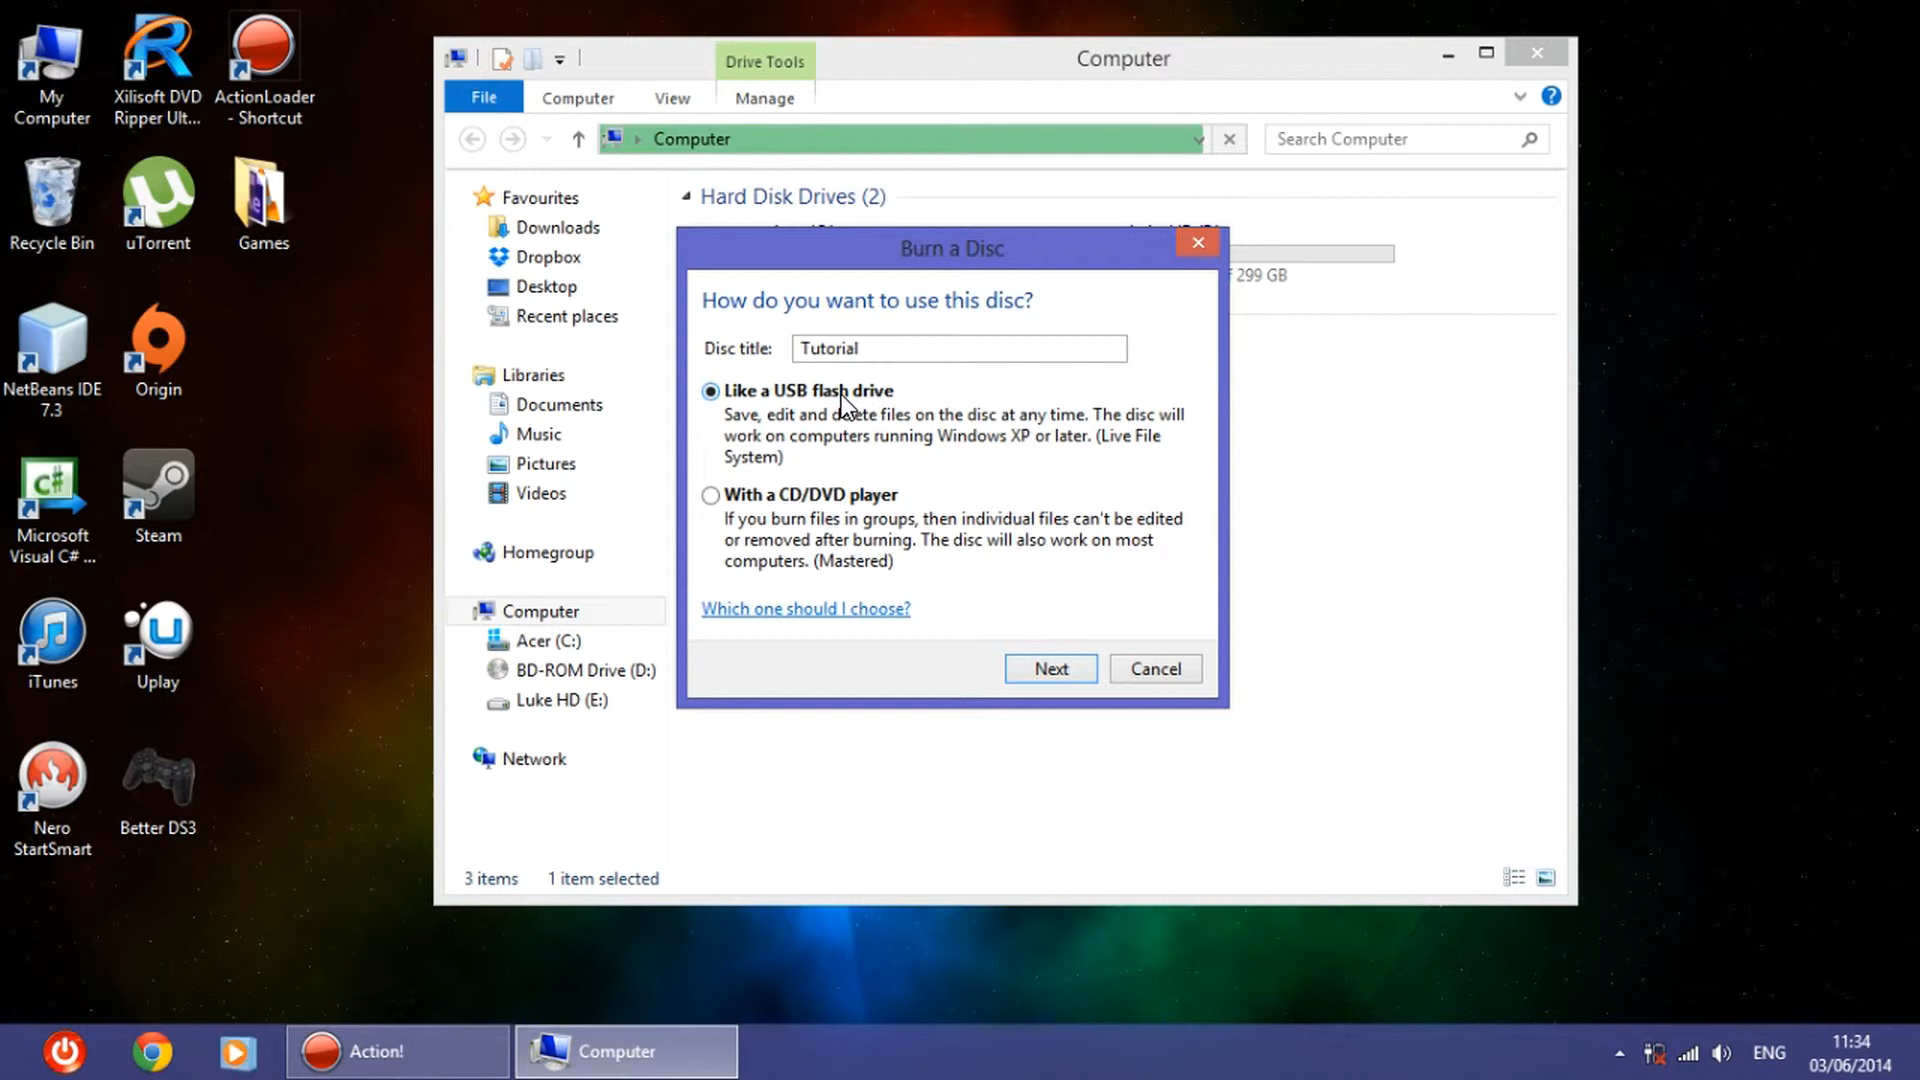 My Computer
Xilisoft DVD Ripper Ult...
ActionLoader - Shortcut
Recycle Bin
uTorrent
Games
NetBeans IDE 7.3
Origin
Microsoft Visual C# ...
Steam
iTunes
Uplay
Nero StartSmart
Better DS3
Drive Tools
Computer
File
Computer
View
Manage
Computer
Search Computer
Favourites
Downloads
Dropbox
Desktop
Recent places
Libraries
Documents
Music
Pictures
Videos
Homegroup
Computer
Acer (C:)
BD-ROM Drive (D:)
Luke HD (E:)
Network
Hard Disk Drives (2)
299 GB
Burn a Disc
How do you want to use this disc?
Disc title:
Tutorial
Like a USB flash drive
Save, edit and delete files on the disc at any time. The disc will
work on computers running Windows XP or later. (Live File
System)
With a CD/DVD player
If you burn files in groups, then individual files can't be edited
or removed after burning. The disc will also work on most
computers. (Mastered)
Which one should I choose?
Next
Cancel
3 items
1 item selected
Action!
Computer
ENG
11:34
03/06/2014